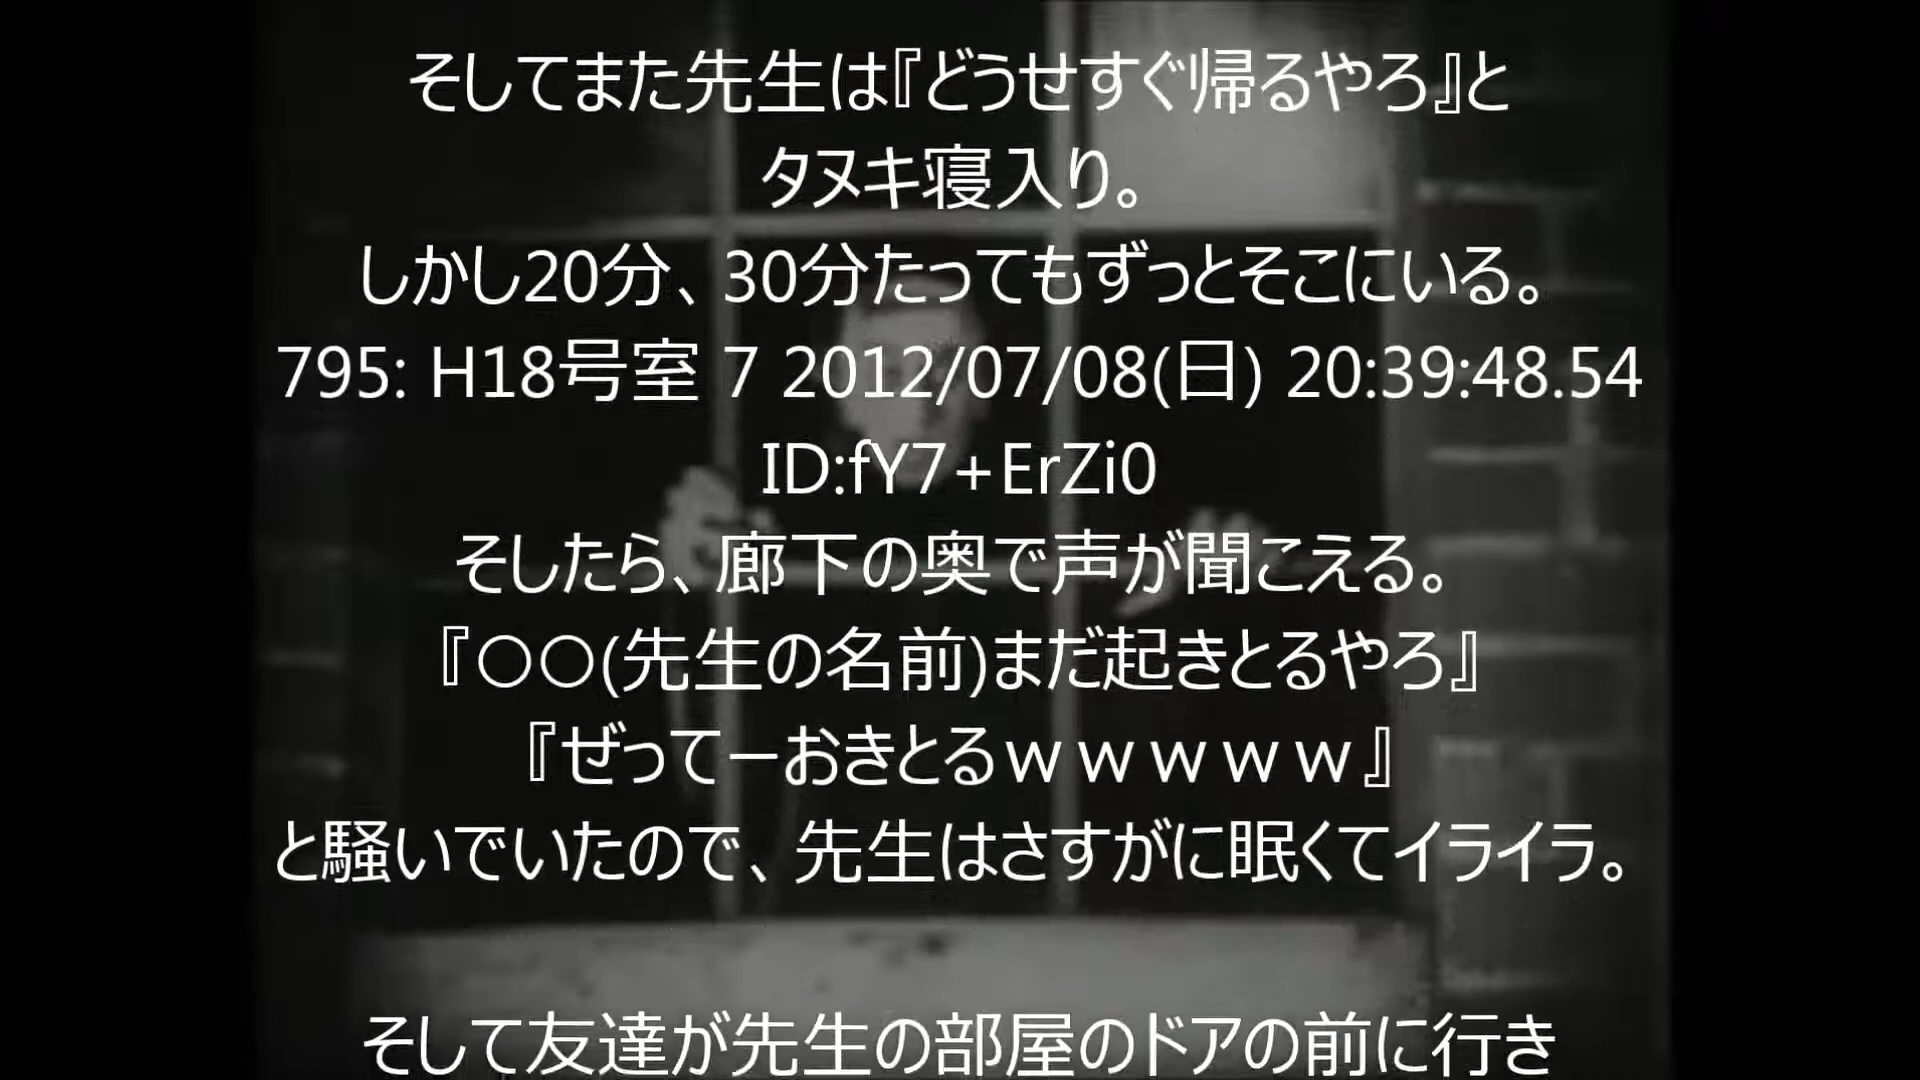 そしてまた先生は『どうせすぐ帰るやろ』と
タヌキ寝入り。
しかし20分、30分たってもずっとそこにいる。
795: H18号室 7 2012/07/08(日) 20:39:48.54
ID:fY7+ErZi0
そしたら、廊下の奥で声が聞こえる。
『○○(先生の名前)まだ起きとるやろ』
『ぜってーおきとるｗｗｗｗｗ』
と騒いでいたので、先生はさすがに眠くてイライラ。
そして友達が先生の部屋のドアの前に行き